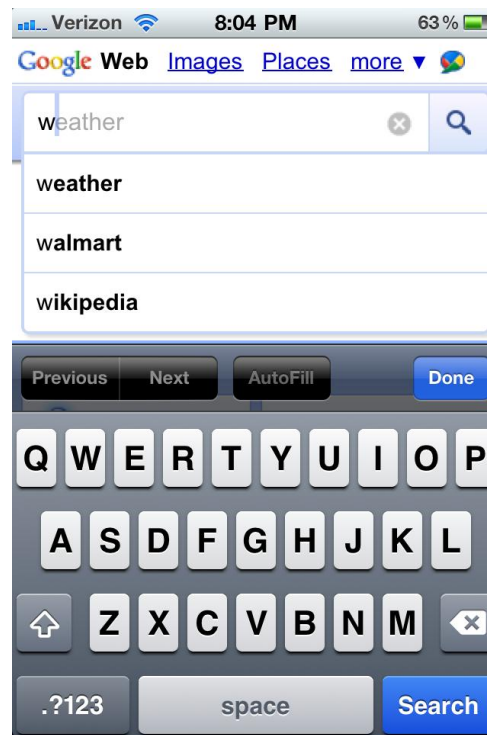 Verizon 8:04 PM 63%
Google Web Images Places more ▼
weather
weather
walmart
wikipedia
Previous Next AutoFill Done
Q W E R T Y U I O P
A S D F G H J K L
Z X C V B N M
.?123 space Search